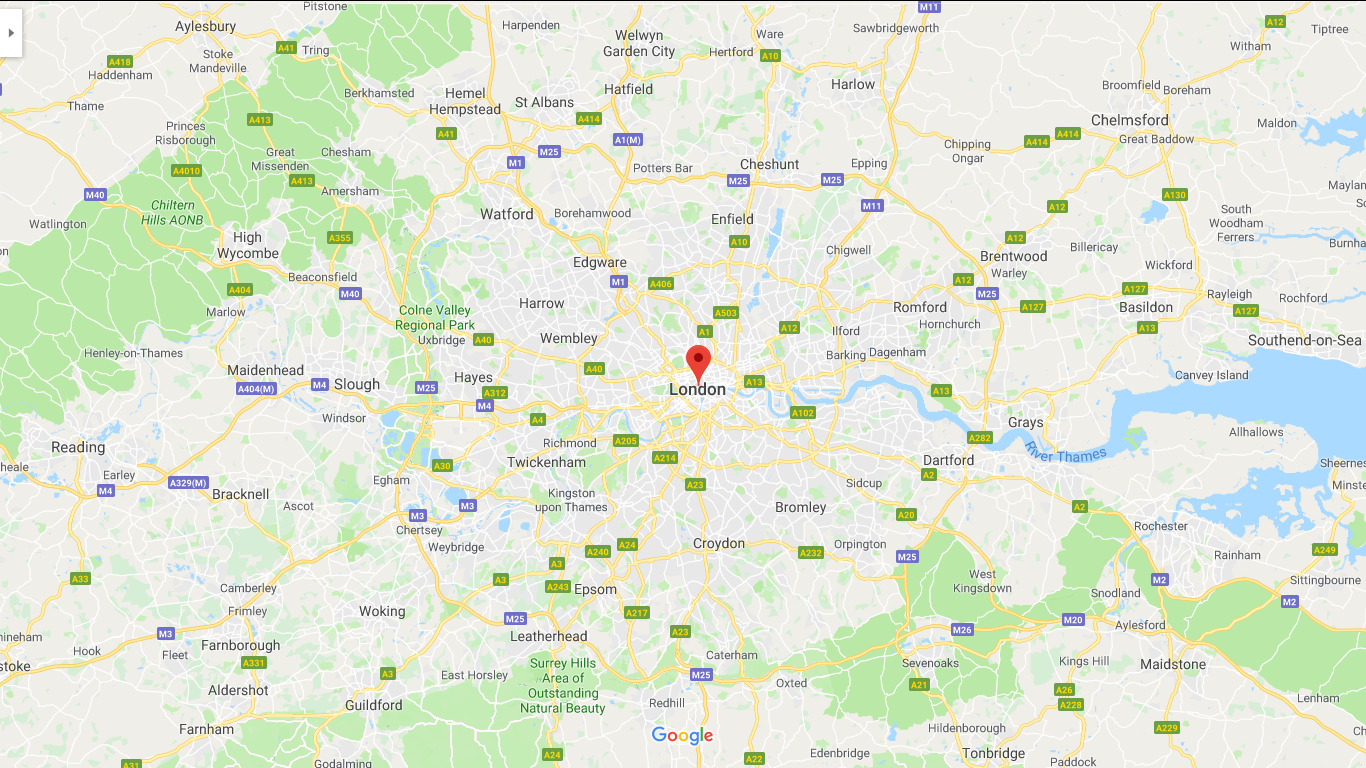 Pitstone
M11
Aylesbury
Harpenden
Welwyn
Garden City
Ware
Sawbridgeworth
A12
Tiptree
A41
Tring
Stoke
Mandeville
Hertford
A10
Witham
A418
Haddenham
Berkhamsted
Hemel
Hempstead
St Albans
Hatfield
Harlow
Broomfield
Boreham
Thame
A413
A414
Chelmsford
Maldon
Princes
Risborough
A41
A1(M)
A414
A414
Great Baddow
Great
Missenden
Chesham
M25
M1
Potters Bar
Cheshunt
Epping
Chipping
Ongar
A4010
A413
M25
M25
Amersham
M40
A130
Maylan
Chiltern
Hills AONB
Watford
Borehamwood
Enfield
M11
A12
South
Woodham
Ferrers
Watlington
High
Wycombe
A355
A10
Chigwell
A12
Billericay
Burnha
Brentwood
Edgware
Warley
Wickford
Beaconsfield
M1
A406
A12
A404
M40
M25
A127
Rayleigh
Rochford
Marlow
Colne Valley
Regional Park
Harrow
A503
Romford
A127
Basildon
A127
Hornchurch
A1
A12
Ilford
A13
Uxbridge
A40
Wembley
Southend-on-Sea
Henley-on-Thames
Barking
Dagenham
Maidenhead
A40
Hayes
Canvey Island
A404(M)
M4
Slough
M25
A312
London
A13
A13
M4
Windsor
A4
A102
Grays
Allhallows
Reading
Richmond
A205
A282
River Thames
heale
Earley
A30
Twickenham
A214
Dartford
Sheerness
M4
A329(M)
Egham
A23
Sidcup
A2
Minste
Bracknell
Ascot
Kingston
upon Thames
M3
Bromley
A20
A2
M3
Chertsey
Rochester
Weybridge
A240
A24
Croydon
A232
Orpington
M25
A249
Rainham
A3
A33
Camberley
A3
A243
Epsom
West
Kingsdown
M2
Sittingbourne
Snodland
M2
Frimley
Woking
A217
M25
M20
Aylesford
M3
Leatherhead
A23
M26
mineham
Hook
Fleet
Farnborough
Caterham
Sevenoaks
Kings Hill
Maidstone
stoke
A331
A3
East Horsley
Surrey Hills
Area of
Outstanding
Natural Beauty
M25
Oxted
A21
Aldershot
A26
Lenham
Guildford
Redhill
A228
Farnham
Google
Hildenborough
A229
Edenbridge
Tonbridge
A31
Godalming
A24
A22
Paddock